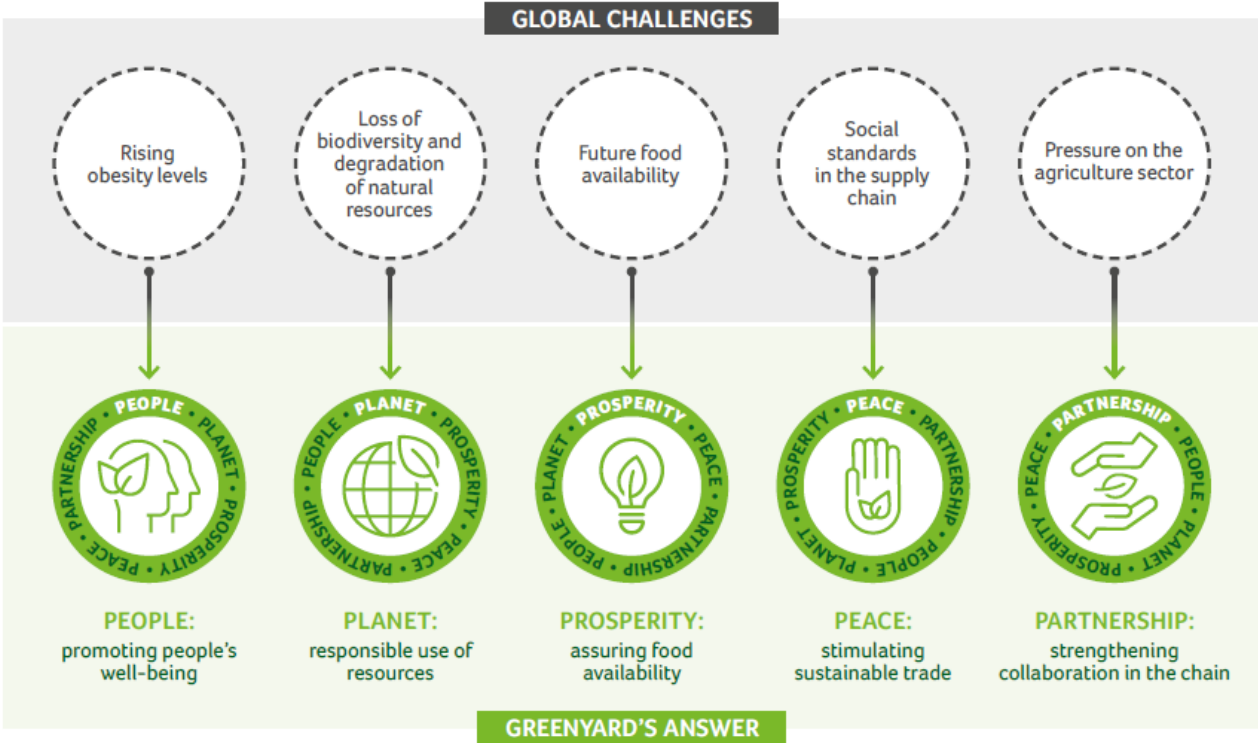 GLOBAL CHALLENGES
Rising
obesity levels
Loss of
biodiversity and
degradation
of natural
resources
Future food
availability
Social
standards
in the supply
chain
Pressure on the
agriculture sector
PEOPLE • PLANET • PROSPERITY • PEACE • PARTNERSHIP •
PLANET • PROSPERITY • PEACE • PARTNERSHIP • PEOPLE •
PROSPERITY • PEACE • PARTNERSHIP • PEOPLE • PLANET •
PEACE • PARTNERSHIP • PEOPLE • PLANET • PROSPERITY •
PARTNERSHIP • PEOPLE • PLANET • PROSPERITY • PEACE •
PEOPLE:
promoting people's
well-being
PLANET:
responsible use of
resources
PROSPERITY:
assuring food
availability
PEACE:
stimulating
sustainable trade
PARTNERSHIP:
strengthening
collaboration in the chain
GREENYARD'S ANSWER